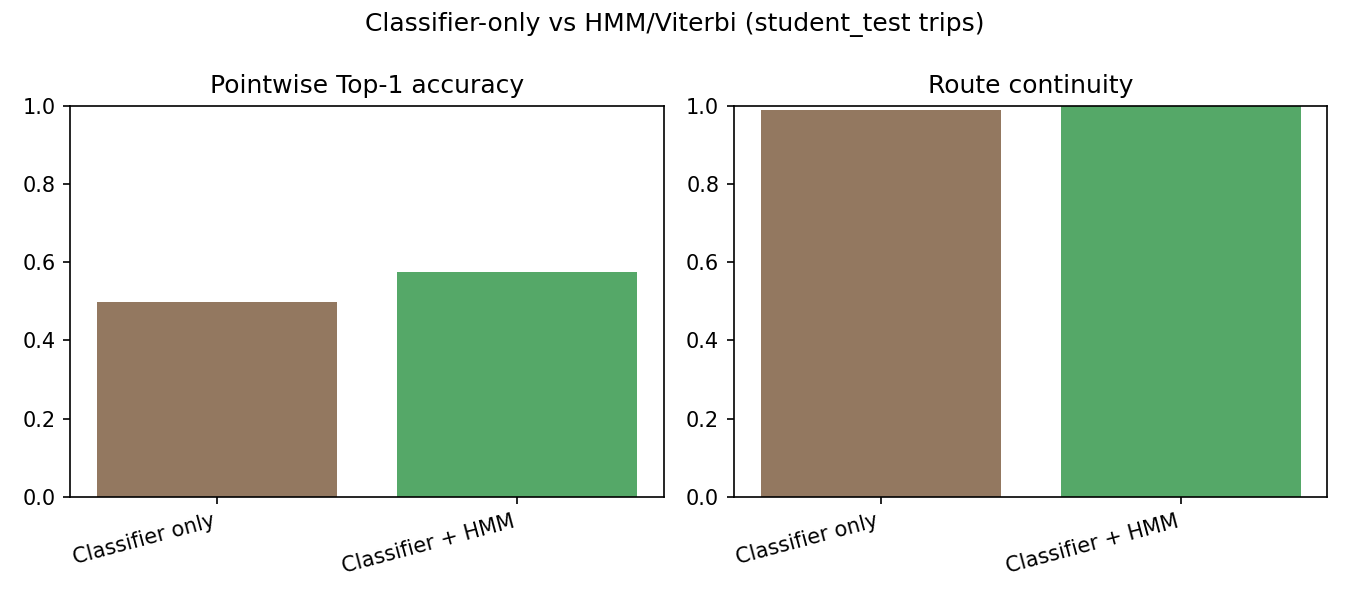 Classifier-only vs HMM/Viterbi (student_test trips)
Pointwise Top-1 accuracy
1.0
0.8
0.6
0.4
0.2
0.0
Classifier only
Classifier + HMM
Route continuity
1.0
0.8
0.6
0.4
0.2
0.0
Classifier only
Classifier + HMM